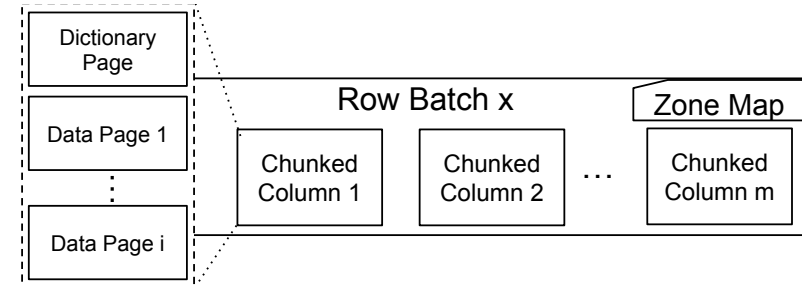 Dictionary
Page
Data Page 1
⋮
Data Page i
Row Batch x
Zone Map
Chunked
Column 1
Chunked
Column 2
...
Chunked
Column m